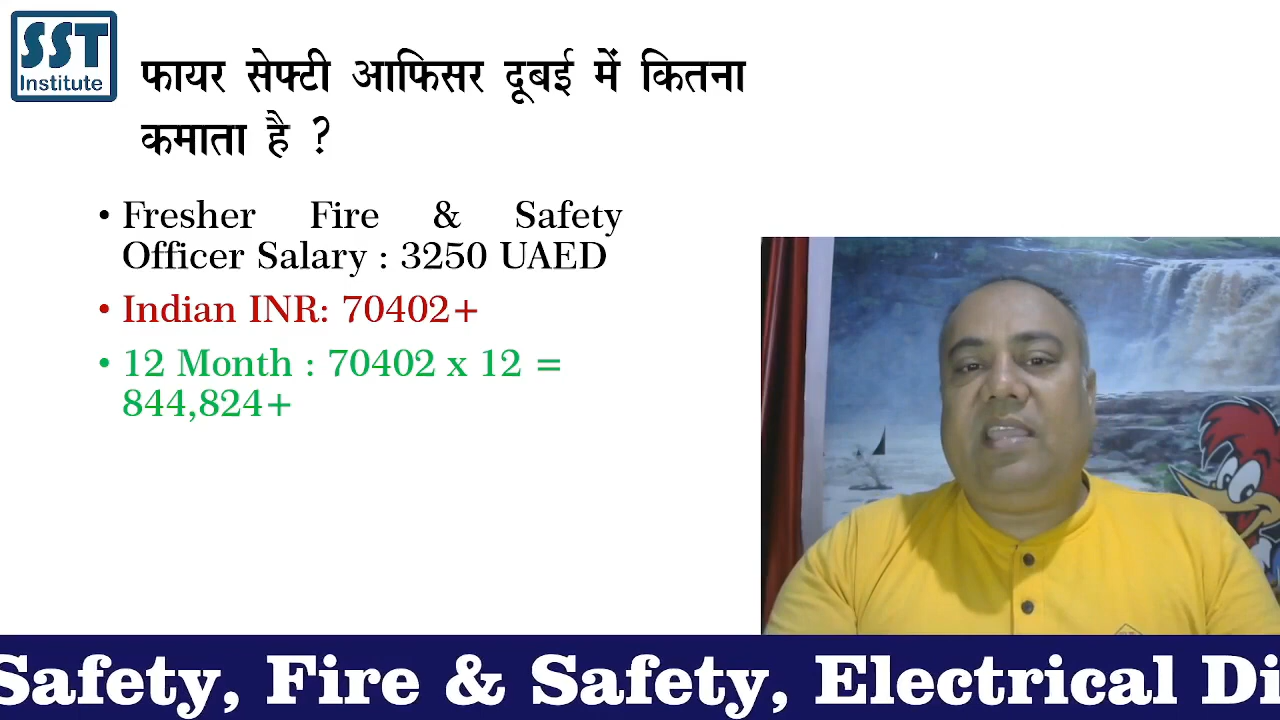 SST
Institute
फायर सेफ्टी आफिसर दूबई में कितना
कमाता है ?
• Fresher Fire & Safety
Officer Salary : 3250 UAED
• Indian INR: 70402+
• 12 Month : 70402 x 12 =
844,824+
Safety, Fire & Safety, Electrical Di